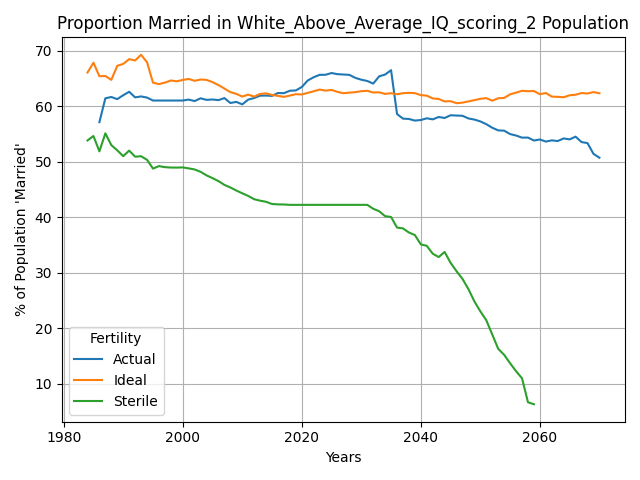 Proportion Married in White_Above_Average_IQ_scoring_2 Population
% of Population 'Married'
70
60
50
40
30
20
10
Fertility
Actual
Ideal
Sterile
1980
2000
2020
2040
2060
Years